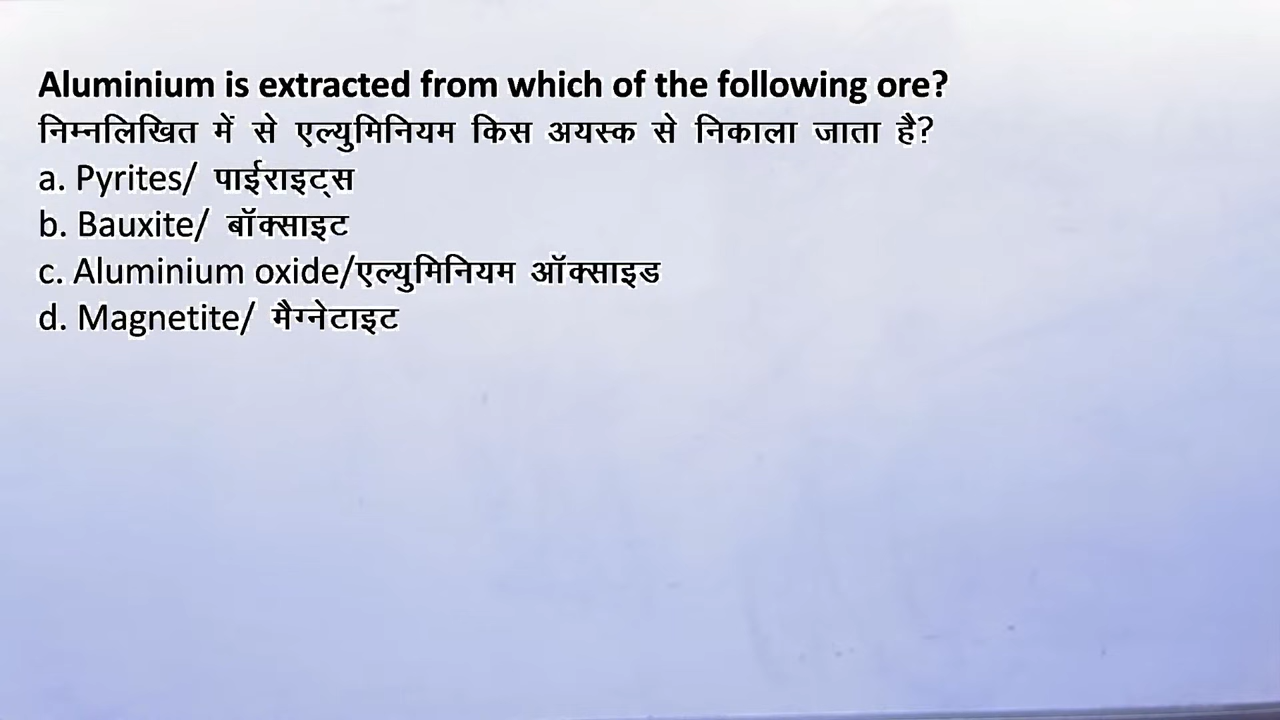 Aluminium is extracted from which of the following ore?
निम्नलिखित में से एल्युमिनियम किस अयस्क से निकाला जाता है?
a. Pyrites/ पाईराइट्स
b. Bauxite/ बॉक्साइट
c. Aluminium oxide/एल्युमिनियम ऑक्साइड
d. Magnetite/ मैग्नेटाइट